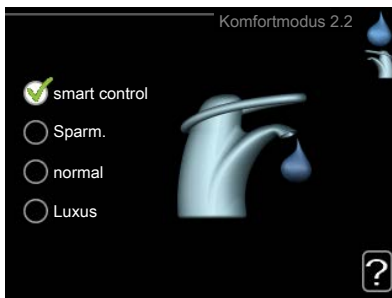 Komfortmodus 2.2
smart control
Sparm.
normal
Luxus
?